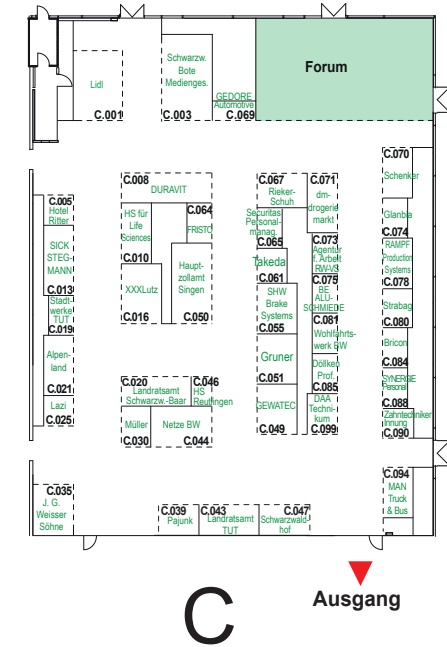 Forum
Lidl
C.001
Schwarzw.
Bote
Medienges.
C.003
GEDORE
Automotive
C.069
C.005
Hotel
Ritter
SICK
STEG-
MANN
C.013
Stadt-
werke
TUT
C.019
Alpen-
land
C.021
Lazi
C.025
C.035
J. G.
Weisser
Söhne
C.008
DURAVIT
HS für
Life
Sciences
C.010
C.064
FRISTO
XXXLutz
C.016
Haupt-
zollamt
Singen
C.050
C.020
Landratsamt
Schwarzw.-Baar
C.046
HS
Reutlingen
Müller
C.030
Netze BW
C.044
C.067
Rieker-
Schuh
Securitas
Personal-
manag.
C.065
Takeda
C.061
SHW
Brake
Systems
C.055
Gruner
C.051
GEWATEC
C.049
C.071
dm-
drogerie
markt
C.073
Agentur
f. Arbeit
RW-VS
C.075
BE
ALU-
SCHMIEDE
C.081
Wohlfahrts-
werk BW
Döllken
Prof.
C.085
DAA
Techni-
kum
C.099
C.070
Schenker
Glanbia
C.074
RAMPF
Production
Systems
C.078
Strabag
C.080
Bricon
C.084
SYNERGIE
Personal
C.088
Zahntechniker
Innung
C.090
C.094
MAN
Truck
& Bus
C.039
Pajunk
C.043
Landratsamt
TUT
C.047
Schwarzwald-
hof
C
Ausgang